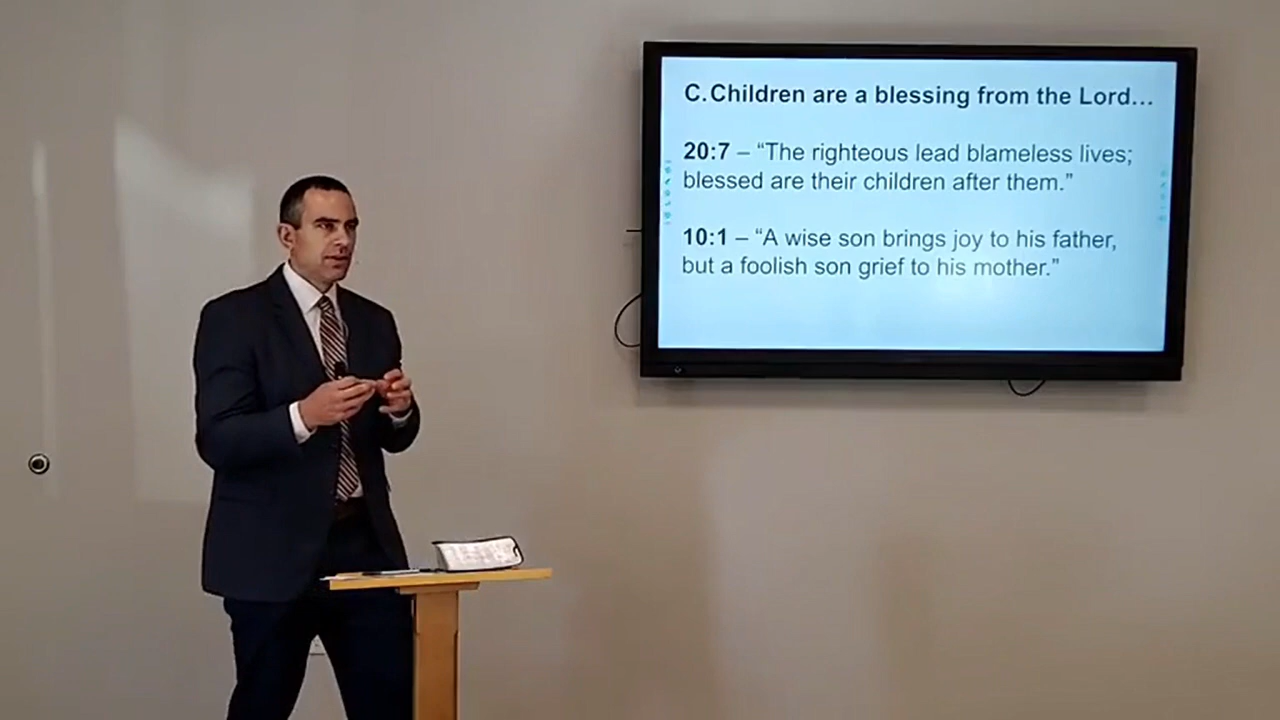 C. Children are a blessing from the Lord…
20:7 – “The righteous lead blameless lives;
blessed are their children after them.”
10:1 – “A wise son brings joy to his father,
but a foolish son grief to his mother.”